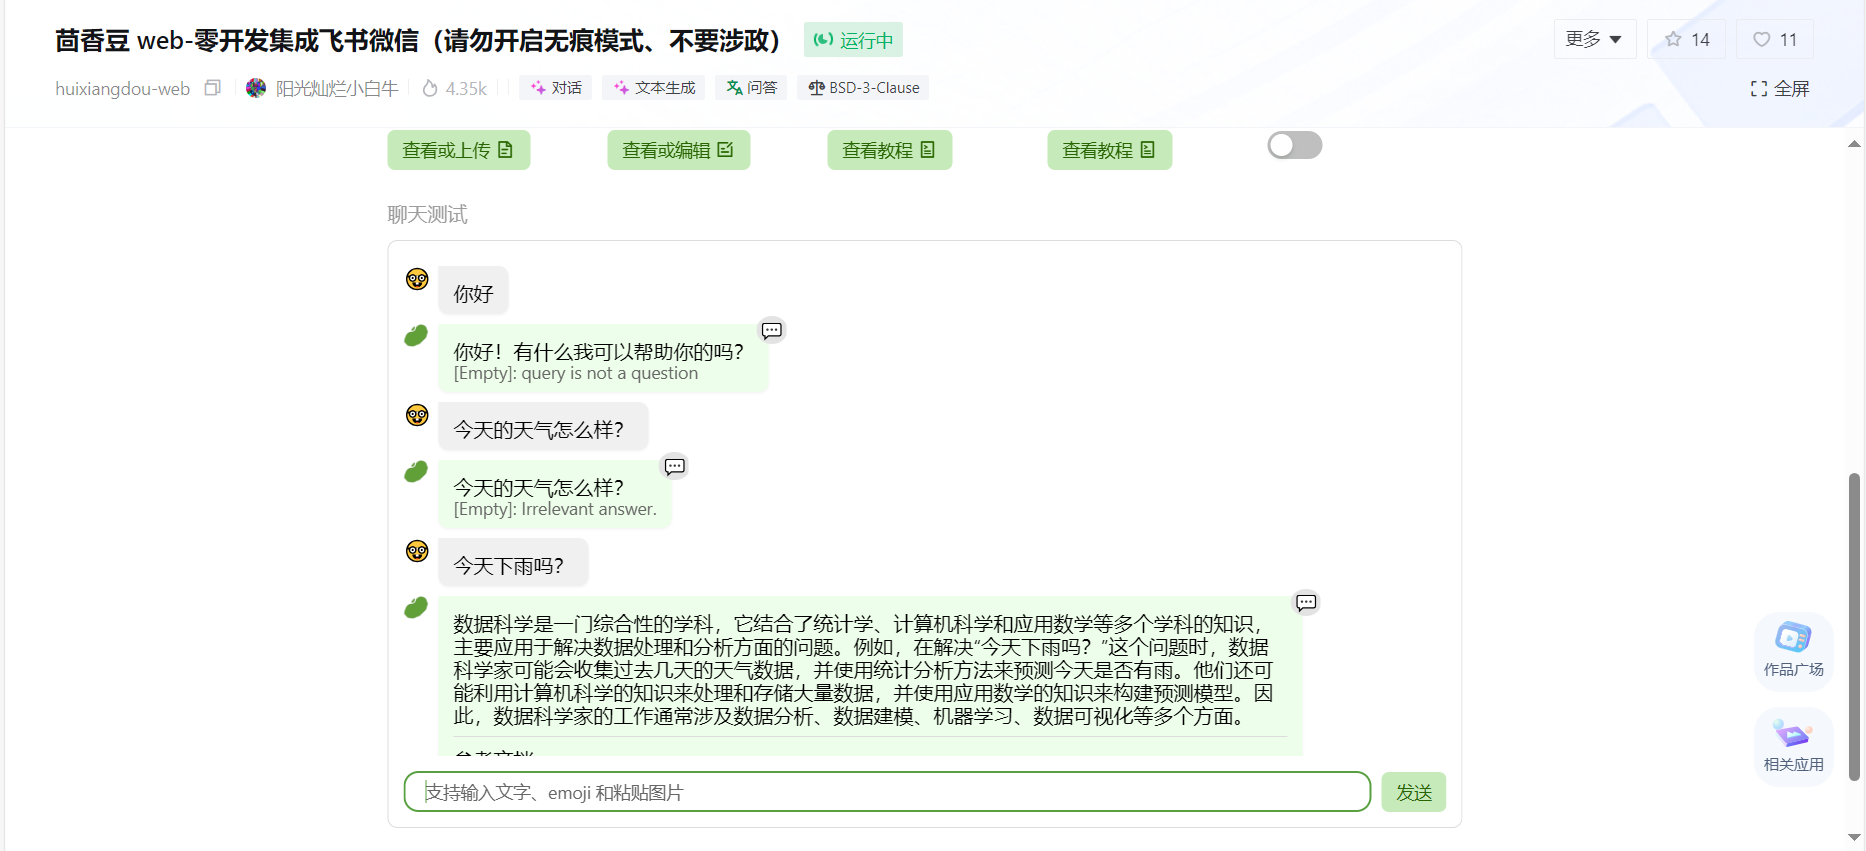 茴香豆 web-零开发集成飞书微信（请勿开启无痕模式、不要涉政）
运行中
更多
14
11
huixiangdou-web
阳光灿烂小白牛
4.35k
对话
文本生成
问答
BSD-3-Clause
全屏
查看或上传
查看或编辑
查看教程
查看教程
聊天测试
你好
你好！有什么我可以帮助你的吗？
[Empty]: query is not a question
今天的天气怎么样？
今天的天气怎么样？
[Empty]: Irrelevant answer.
今天下雨吗？
数据科学是一门综合性的学科，它结合了统计学、计算机科学和应用数学等多个学科的知识，
主要应用于解决数据处理和分析方面的问题。例如，在解决“今天下雨吗？”这个问题时，数据
科学家可能会收集过去几天的天气数据，并使用统计分析方法来预测今天是否有雨。他们还可
能利用计算机科学的知识来处理和存储大量数据，并使用应用数学的知识来构建预测模型。因
此，数据科学家的工作通常涉及数据分析、数据建模、机器学习、数据可视化等多个方面。
支持输入文字、emoji 和粘贴图片
发送
作品广场
相关应用